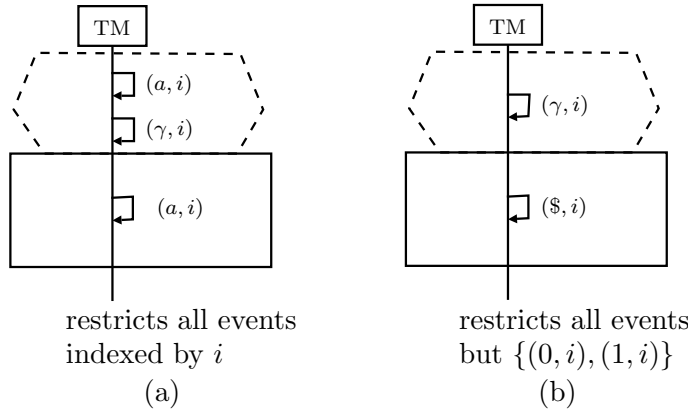 TM
(a, i)
(γ, i)
(a, i)
restricts all events
indexed by i
(a)
TM
(γ, i)
($, i)
restricts all events
but {(0, i), (1, i)}
(b)